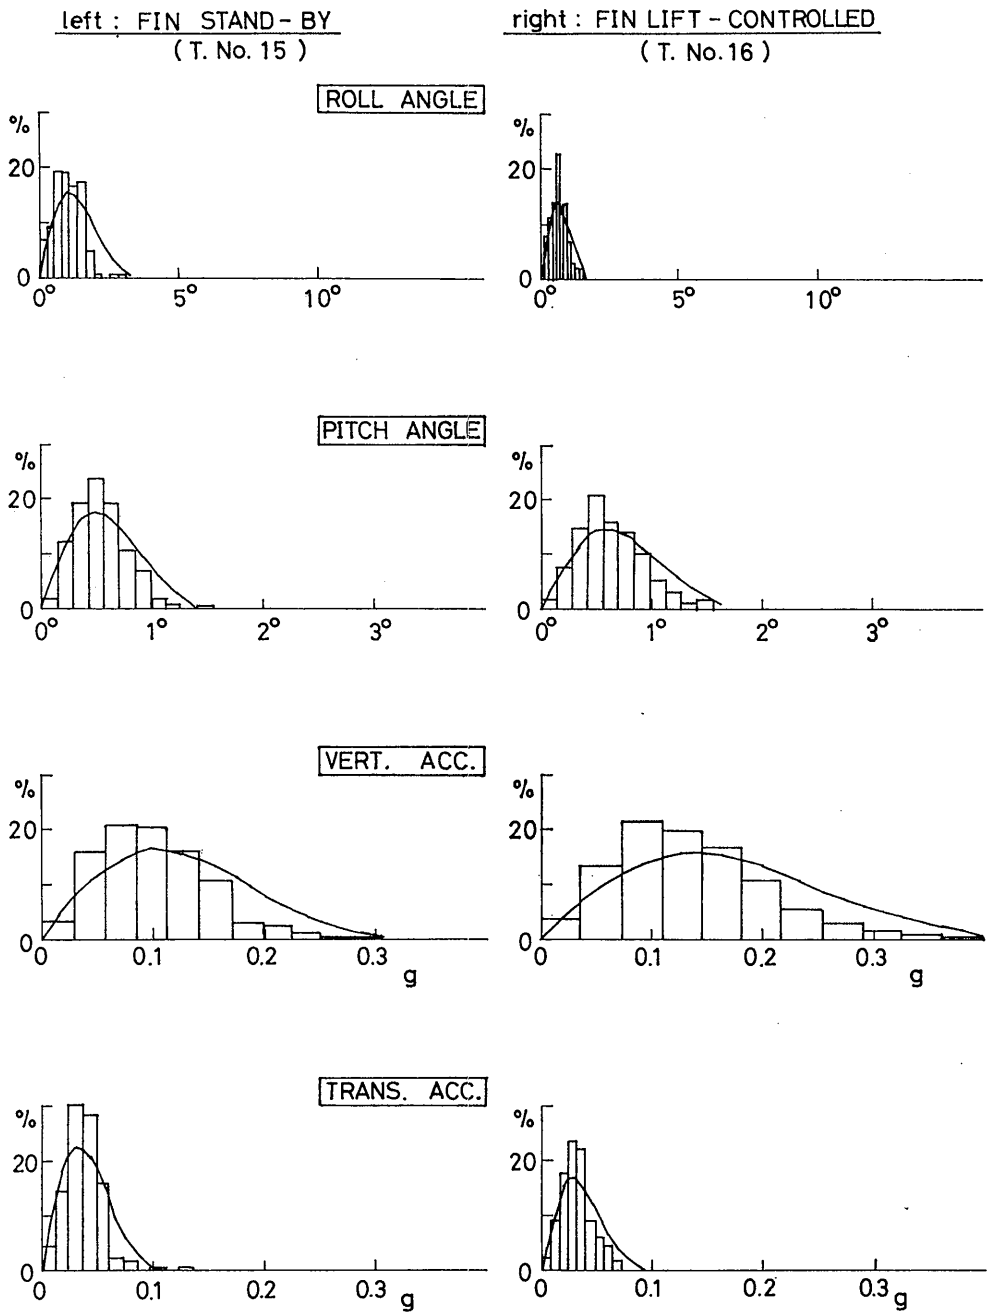 left : FIN STAND-BY
(T. No. 15)
right : FIN LIFT-CONTROLLED
(T. No. 16)
ROLL ANGLE
%
20
0
0° 5° 10°
%
20
0
0° 5° 10°
PITCH ANGLE
%
20
0
0° 1° 2° 3°
%
20
0
0° 1° 2° 3°
VERT. ACC.
%
20
0
0 0.1 0.2 0.3
g
%
20
0
0 0.1 0.2 0.3
g
TRANS. ACC.
%
20
0
0 0.1 0.2 0.3
g
%
20
0
0 0.1 0.2 0.3
g